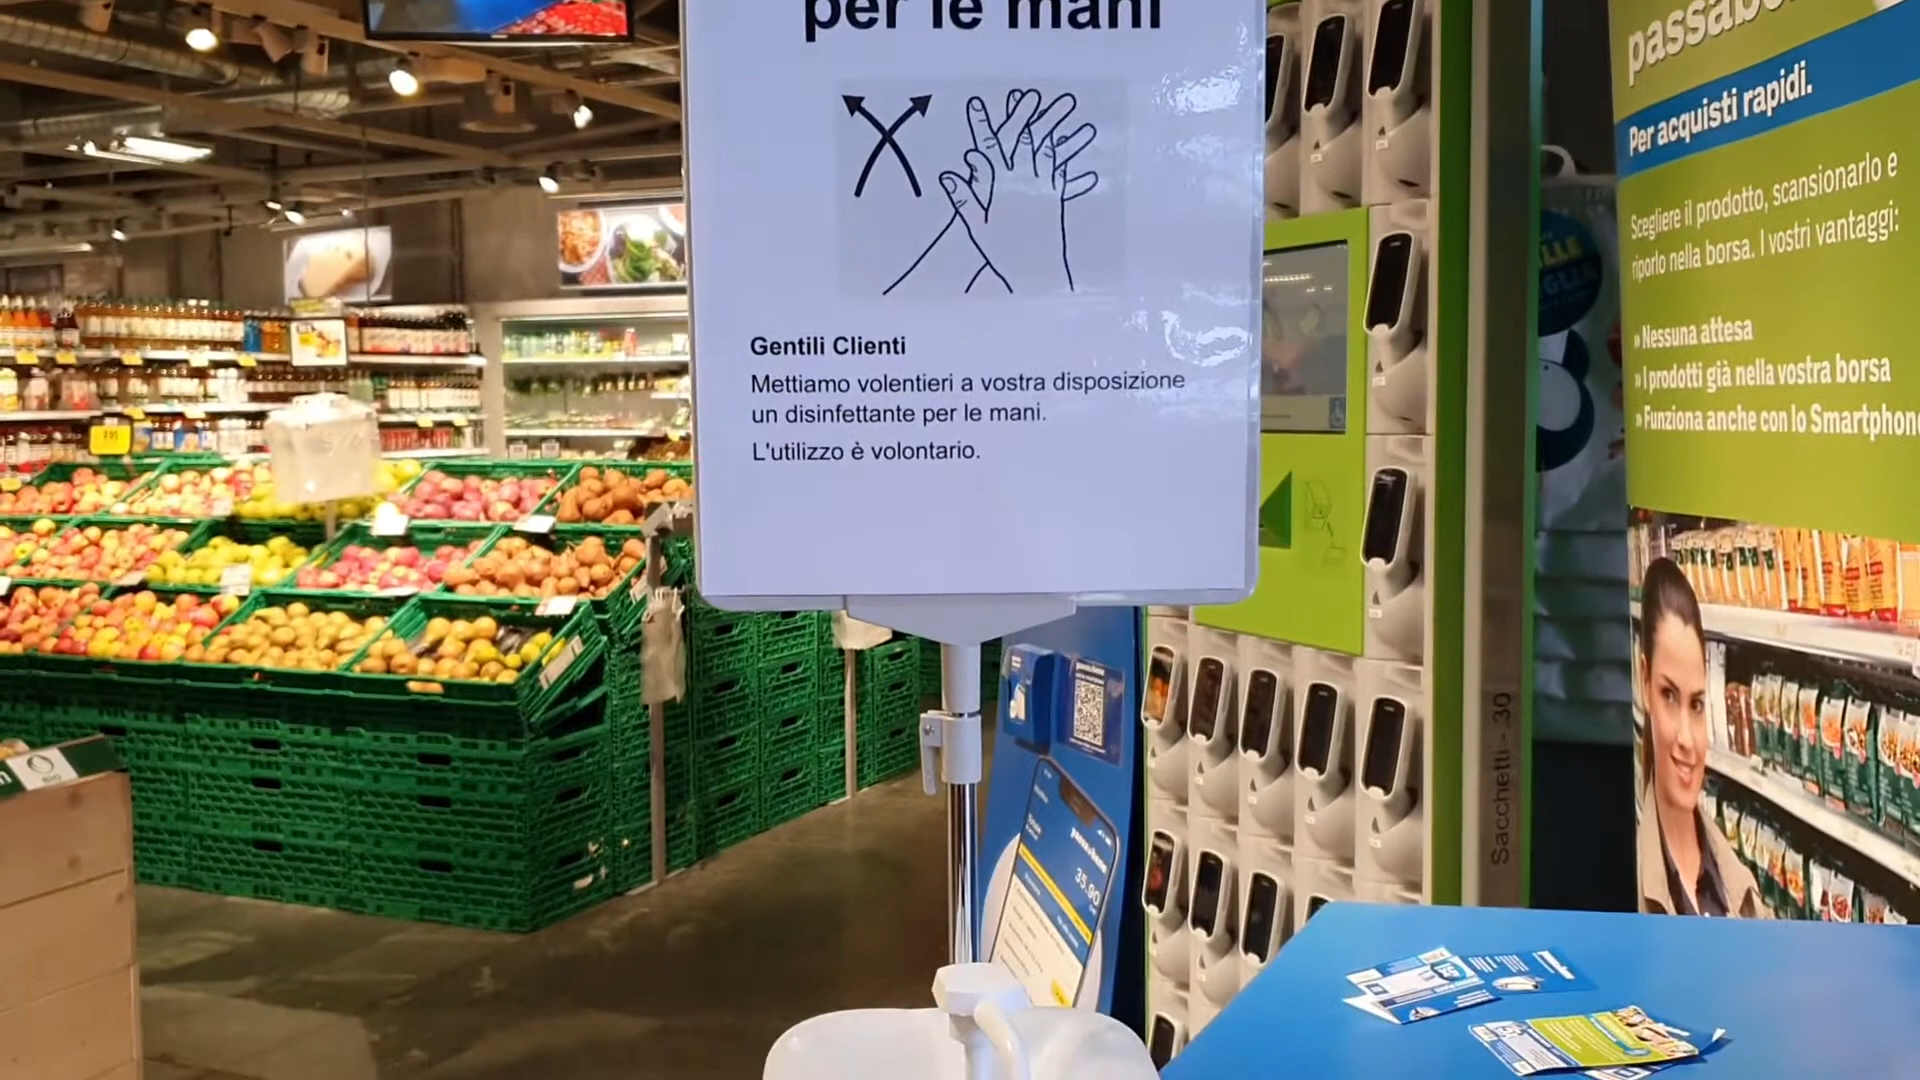 per le mani
Gentili Clienti
Mettiamo volentieri a vostra disposizione
un disinfettante per le mani.
L'utilizzo è volontario.
Per acquisti rapidi.
Scegliere il prodotto, scansionarlo e
riporlo nella borsa. I vostri vantaggi:
» Nessuna attesa
» I prodotti già nella vostra borsa
» Funziona anche con lo Smartphone
Sacchetti - .30
35.90
BIO